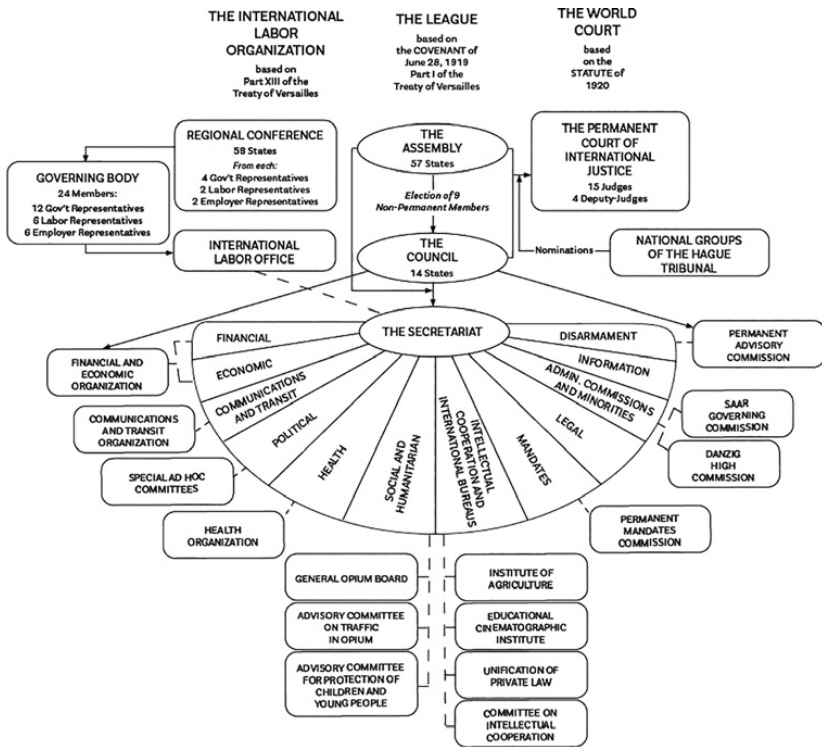 THE INTERNATIONAL
LABOR
ORGANIZATION
based on
Part XIII of the
Treaty of Versailles
THE LEAGUE
based on
the COVENANT of
June 28, 1919
Part I of the
Treaty of Versailles
THE WORLD
COURT
based
on the
STATUTE of
1920
REGIONAL CONFERENCE
58 States
From each:
4 Gov't Representatives
2 Labor Representatives
2 Employer Representatives
THE
ASSEMBLY
57 States
THE PERMANENT
COURT OF
INTERNATIONAL
JUSTICE
15 Judges
4 Deputy-Judges
GOVERNING BODY
24 Members:
12 Gov't Representatives
6 Labor Representatives
6 Employer Representatives
Election of 9
Non-Permanent Members
INTERNATIONAL
LABOR OFFICE
THE
COUNCIL
14 States
Nominations
NATIONAL GROUPS
OF THE HAGUE
TRIBUNAL
THE SECRETARIAT
FINANCIAL
ECONOMIC
COMMUNICATIONS
AND TRANSIT
POLITICAL
HEALTH
SOCIAL AND
HUMANITARIAN
INTELLECTUAL
COOPERATION AND
INTERNATIONAL BUREAUS
MANDATES
LEGAL
ADMIN. COMMISSIONS
AND MINORITIES
INFORMATION
DISARMAMENT
FINANCIAL AND
ECONOMIC
ORGANIZATION
COMMUNICATIONS
AND TRANSIT
ORGANIZATION
SPECIAL AD HOC
COMMITTEES
HEALTH
ORGANIZATION
PERMANENT
ADVISORY
COMMISSION
SAAR
GOVERNING
COMMISSION
DANZIG
HIGH
COMMISSION
PERMANENT
MANDATES
COMMISSION
GENERAL OPIUM BOARD
ADVISORY COMMITTEE
ON TRAFFIC
IN OPIUM
ADVISORY COMMITTEE
FOR PROTECTION OF
CHILDREN AND
YOUNG PEOPLE
INSTITUTE OF
AGRICULTURE
EDUCATIONAL
CINEMATOGRAPHIC
INSTITUTE
UNIFICATION OF
PRIVATE LAW
COMMITTEE ON
INTELLECTUAL
COOPERATION